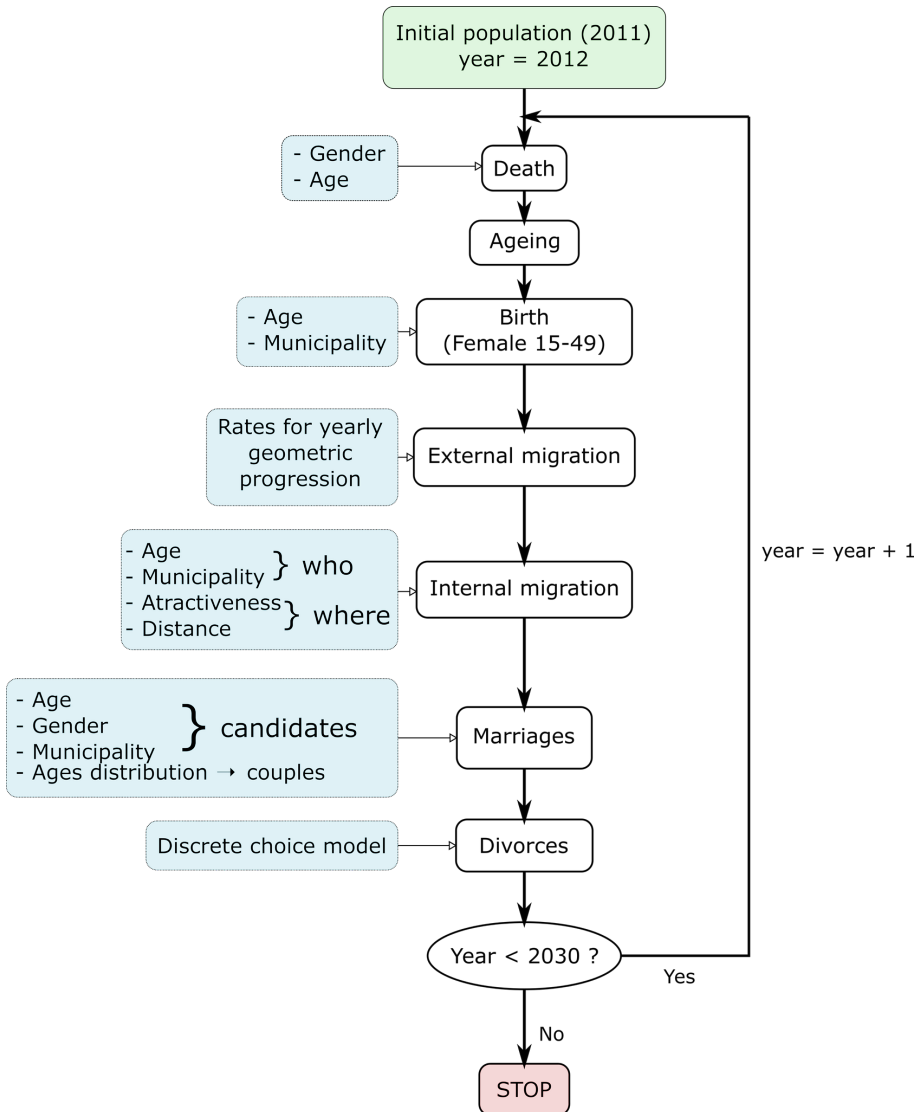 Initial population (2011)
year = 2012
- Gender
- Age
Death
Ageing
- Age
- Municipality
Birth
(Female 15-49)
Rates for yearly
geometric
progression
External migration
year = year + 1
- Age
- Municipality
} who
- Atractiveness
- Distance
} where
Internal migration
- Age
- Gender
- Municipality
} candidates
- Ages distribution → couples
Marriages
Discrete choice model
Divorces
Year < 2030 ?
Yes
No
STOP